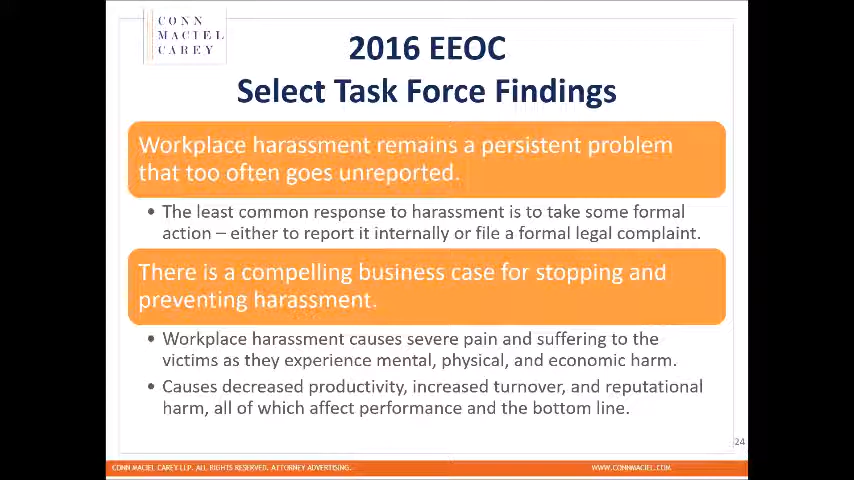 CONN
MACIEL
CAREY
2016 EEOC
Select Task Force Findings
Workplace harassment remains a persistent problem
that too often goes unreported.
• The least common response to harassment is to take some formal
action – either to report it internally or file a formal legal complaint.
There is a compelling business case for stopping and
preventing harassment.
• Workplace harassment causes severe pain and suffering to the
victims as they experience mental, physical, and economic harm.
• Causes decreased productivity, increased turnover, and reputational
harm, all of which affect performance and the bottom line.
24
CONN MACIEL CAREY LLP. ALL RIGHTS RESERVED. ATTORNEY ADVERTISING.
WWW.CONNMACIEL.COM